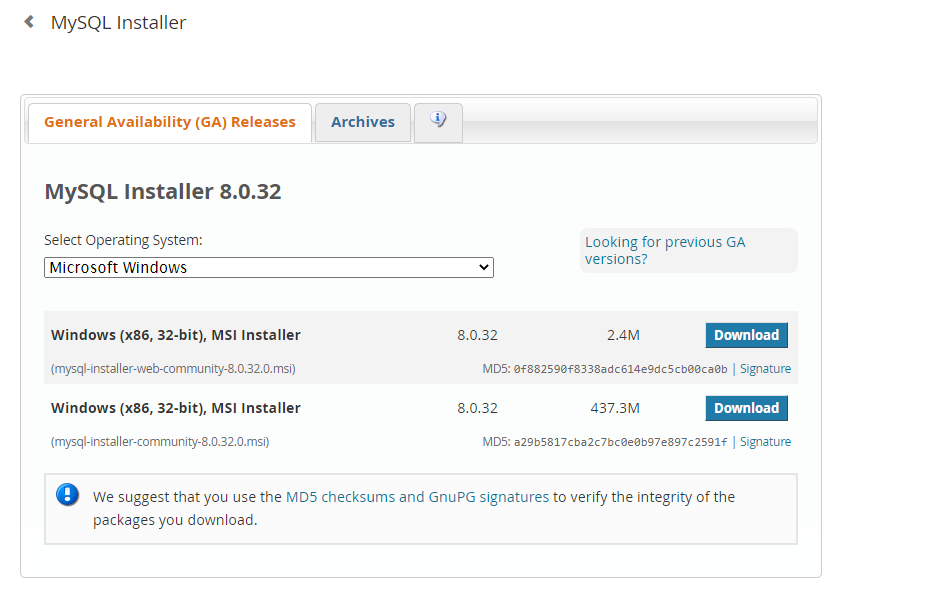 MySQL Installer
General Availability (GA) Releases Archives
MySQL Installer 8.0.32
Select Operating System:
Microsoft Windows
Looking for previous GA
versions?
Windows (x86, 32-bit), MSI Installer 8.0.32 2.4M Download
(mysql-installer-web-community-8.0.32.0.msi) MD5: 0f882590f8338adc614e9dc5cb00ca0b | Signature
Windows (x86, 32-bit), MSI Installer 8.0.32 437.3M Download
(mysql-installer-community-8.0.32.0.msi) MD5: a29b5817cba2c7bc0e0b97e897c2591f | Signature
We suggest that you use the MD5 checksums and GnuPG signatures to verify the integrity of the
packages you download.